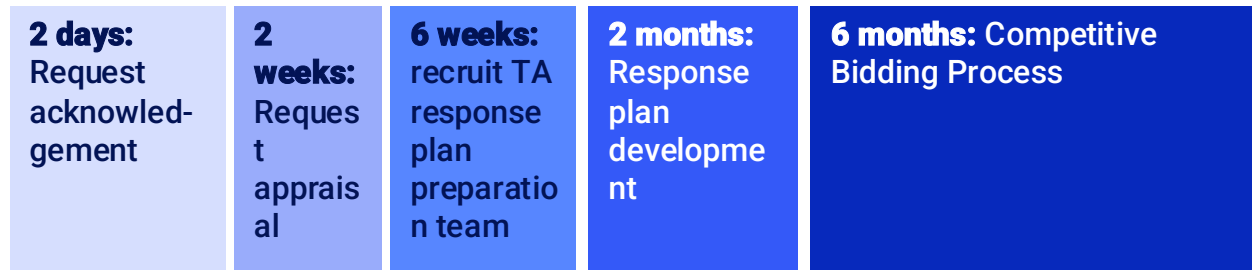 2 days:
Request
acknowled-
gement
2
weeks:
Reques
t
apprais
al
6 weeks:
recruit TA
response
plan
preparatio
n team
2 months:
Response
plan
developme
nt
6 months: Competitive
Bidding Process